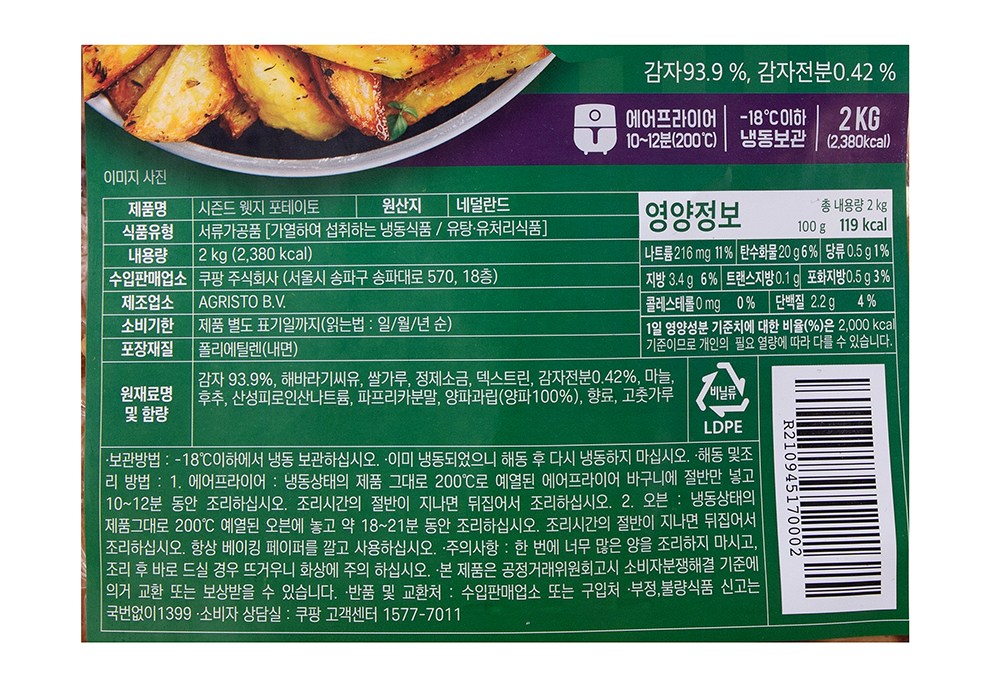 감자93.9 %, 감자전분0.42 %
에어프라이어
10~12분(200℃)
-18℃이하
냉동보관
2 KG
(2,380kcal)
이미지 사진
제품명 시즌드 웻지 포테이토 원산지 네덜란드
식품유형 서류가공품 [가열하여 섭취하는 냉동식품 / 유탕·유처리식품]
내용량 2 kg (2,380 kcal)
수입판매업소 쿠팡 주식회사 (서울시 송파구 송파대로 570, 18층)
제조업소 AGRISTO B.V.
소비기한 제품 별도 표기일까지(읽는법 : 일/월/년 순)
포장재질 폴리에틸렌(내면)
원재료명
및 함량
감자 93.9%, 해바라기씨유, 쌀가루, 정제소금, 덱스트린, 감자전분0.42%, 마늘,
후추, 산성피로인산나트륨, 파프리카분말, 양파과립(양파100%), 향료, 고춧가루
영양정보
총 내용량 2 kg
100 g 119 kcal
나트륨216 mg 11% 탄수화물20 g6% 당류0.5 g1%
지방 3.4 g 6% 트랜스지방0.1 g 포화지방0.5 g 3%
콜레스테롤0 mg 0% 단백질 2.2 g 4%
1일 영양성분 기준치에 대한 비율(%)은 2,000 kcal
기준이므로 개인의 필요 열량에 따라 다를 수 있습니다.
비닐류
LDPE
R2109451170002
·보관방법 : -18℃이하에서 냉동 보관하십시오. ·이미 냉동되었으니 해동 후 다시 냉동하지 마십시오. ·해동 및조
리 방법 : 1. 에어프라이어 : 냉동상태의 제품 그대로 200℃로 예열된 에어프라이어 바구니에 절반만 넣고
10~12분 동안 조리하십시오. 조리시간의 절반이 지나면 뒤집어서 조리하십시오. 2. 오븐 : 냉동상태의
제품그대로 200℃ 예열된 오븐에 놓고 약 18~21분 동안 조리하십시오. 조리시간의 절반이 지나면 뒤집어서
조리하십시오. 항상 베이킹 페이퍼를 깔고 사용하십시오. ·주의사항 : 한 번에 너무 많은 양을 조리하지 마시고,
조리 후 바로 드실 경우 뜨거우니 화상에 주의 하십시오. ·본 제품은 공정거래위원회고시 소비자분쟁해결 기준에
의거 교환 또는 보상받을 수 있습니다. ·반품 및 교환처 : 수입판매업소 또는 구입처 ·부정,불량식품 신고는
국번없이1399 ·소비자 상담실 : 쿠팡 고객센터 1577-7011